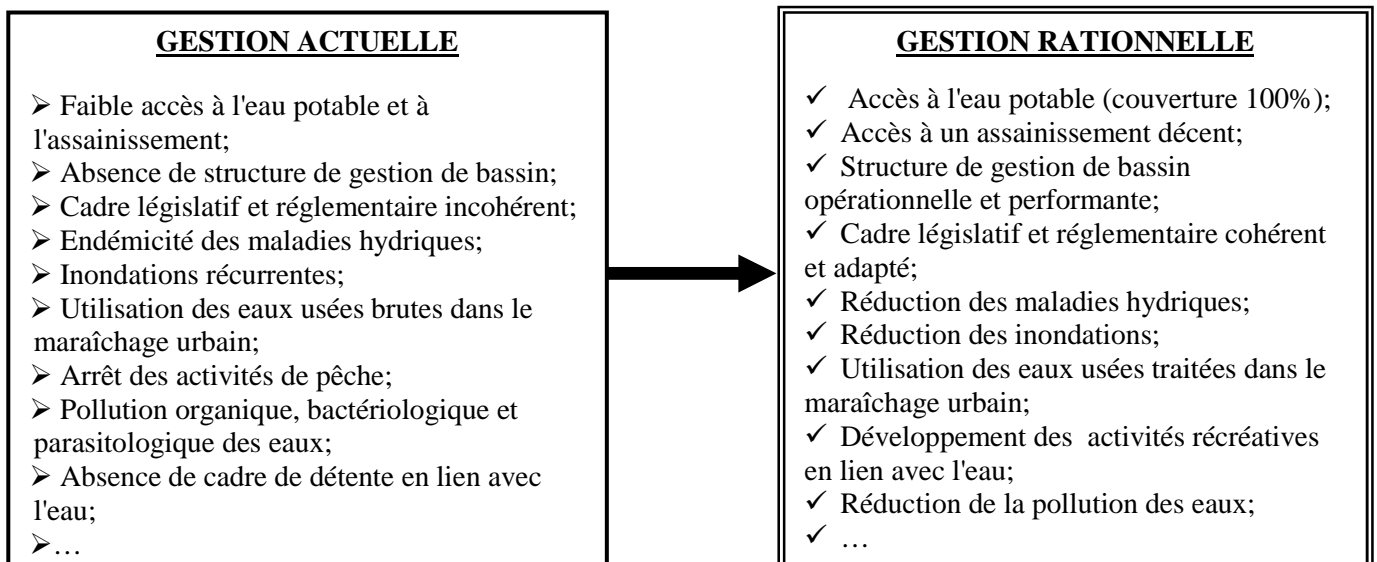 GESTION ACTUELLE
➢ Faible accès à l'eau potable et à
l'assainissement;
➢ Absence de structure de gestion de bassin;
➢ Cadre législatif et réglementaire incohérent;
➢ Endémicité des maladies hydriques;
➢ Inondations récurrentes;
➢ Utilisation des eaux usées brutes dans le
maraîchage urbain;
➢ Arrêt des activités de pêche;
➢ Pollution organique, bactériologique et
parasitologique des eaux;
➢ Absence de cadre de détente en lien avec
l'eau;
➢…
GESTION RATIONNELLE
✓ Accès à l'eau potable (couverture 100%);
✓ Accès à un assainissement décent;
✓ Structure de gestion de bassin
opérationnelle et performante;
✓ Cadre législatif et réglementaire cohérent
et adapté;
✓ Réduction des maladies hydriques;
✓ Réduction des inondations;
✓ Utilisation des eaux usées traitées dans le
maraîchage urbain;
✓ Développement des activités récréatives
en lien avec l'eau;
✓ Réduction de la pollution des eaux;
✓ …